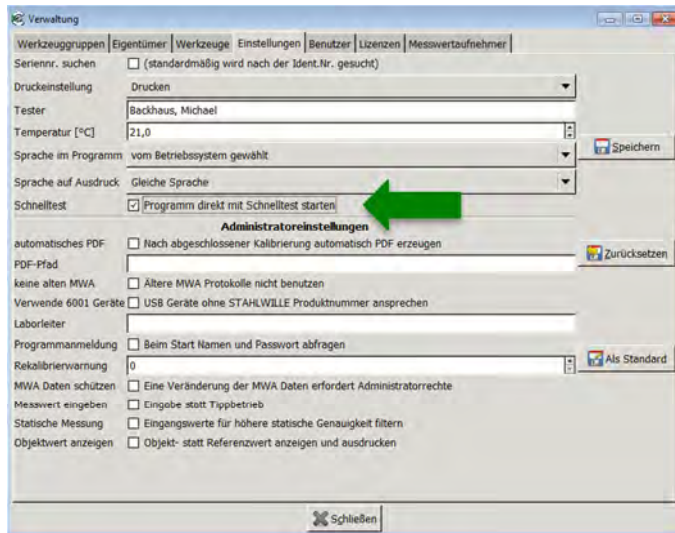 Verwaltung
Werkzeuggruppen Eigentümer Werkzeuge Einstellungen Benutzer Lizenzen Messwertaufnehmer
Seriennr. suchen (standardmäßig wird nach der Ident.Nr. gesucht)
Druckeinstellung Drucken
Tester Backhaus, Michael
Temperatur [°C] 21,0
Speichern
Sprache im Programm vom Betriebssystem gewählt
Sprache auf Ausdruck Gleiche Sprache
Schnelltest Programm direkt mit Schnelltest starten
Administratoreinstellungen
automatisches PDF Nach abgeschlossener Kalibrierung automatisch PDF erzeugen
Zurücksetzen
PDF-Pfad
keine alten MWA Ältere MWA Protokolle nicht benutzen
Verwende 6001 Geräte USB Geräte ohne STAHLWILLE Produktnummer ansprechen
Laborleiter
Programmanmeldung Beim Start Namen und Passwort abfragen
Rekalibrierwarnung 0
Als Standard
MWA Daten schützen Eine Veränderung der MWA Daten erfordert Administratorrechte
Messwert eingeben Eingabe statt Tippbetrieb
Statische Messung Eingangswerte für höhere statische Genauigkeit filtern
Objektwert anzeigen Objekt- statt Referenzwert anzeigen und ausdrucken
Schließen